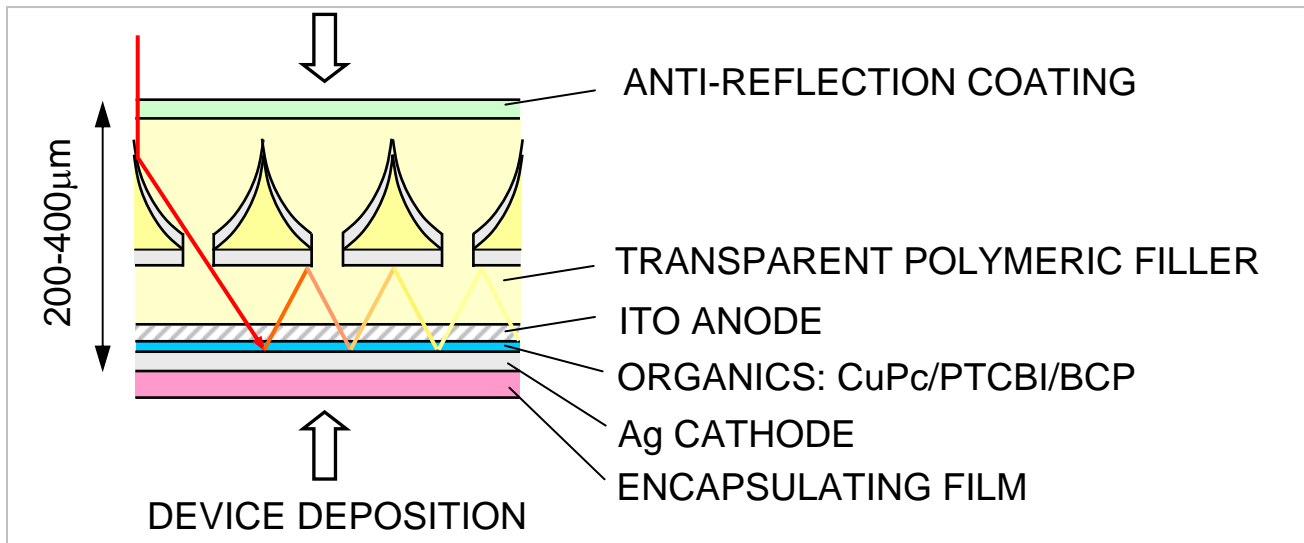 ANTI-REFLECTION COATING
200-400μm
TRANSPARENT POLYMERIC FILLER
ITO ANODE
ORGANICS: CuPc/PTCBI/BCP
Ag CATHODE
ENCAPSULATING FILM
DEVICE DEPOSITION